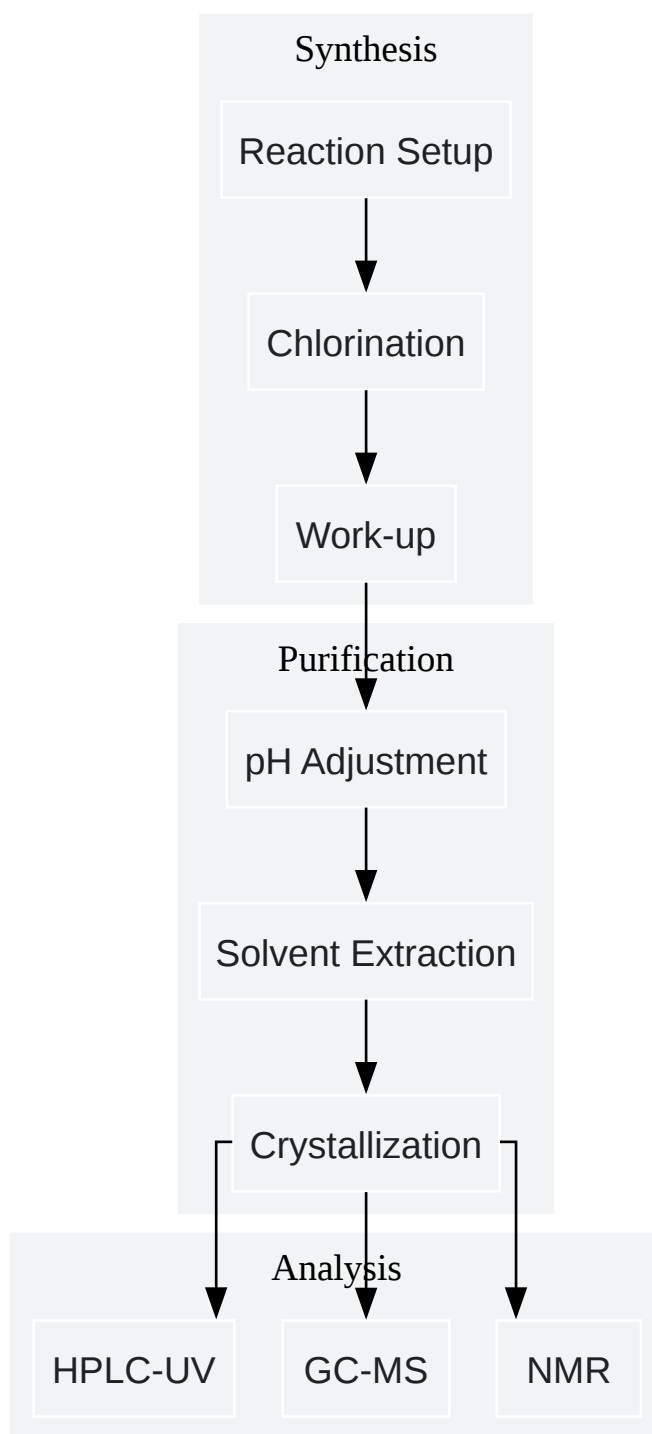 Synthesis
Reaction Setup
Chlorination
Work-up
Purification
pH Adjustment
Solvent Extraction
Crystallization
Analysis
HPLC-UV
GC-MS
NMR